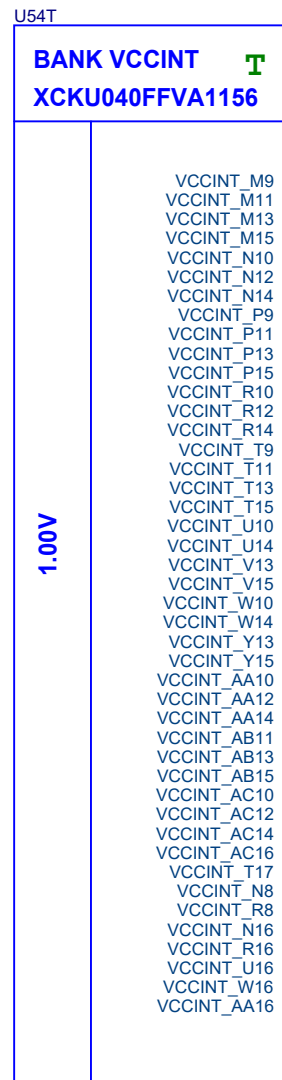 U54T
BANK VCCINT T
XCKU040FFVA1156
VCCINT_M9
VCCINT_M11
VCCINT_M13
VCCINT_M15
VCCINT_N10
VCCINT_N12
VCCINT_N14
VCCINT_P9
VCCINT_P11
VCCINT_P13
VCCINT_P15
VCCINT_R10
VCCINT_R12
VCCINT_R14
VCCINT_T9
VCCINT_T11
VCCINT_T13
VCCINT_T15
VCCINT_U10
VCCINT_U14
VCCINT_V13
VCCINT_V15
VCCINT_W10
VCCINT_W14
VCCINT_Y13
VCCINT_Y15
VCCINT_AA10
VCCINT_AA12
VCCINT_AA14
VCCINT_AB11
VCCINT_AB13
VCCINT_AB15
VCCINT_AC10
VCCINT_AC12
VCCINT_AC14
VCCINT_AC16
VCCINT_T17
VCCINT_N8
VCCINT_R8
VCCINT_N16
VCCINT_R16
VCCINT_U16
VCCINT_W16
VCCINT_AA16
1.00V